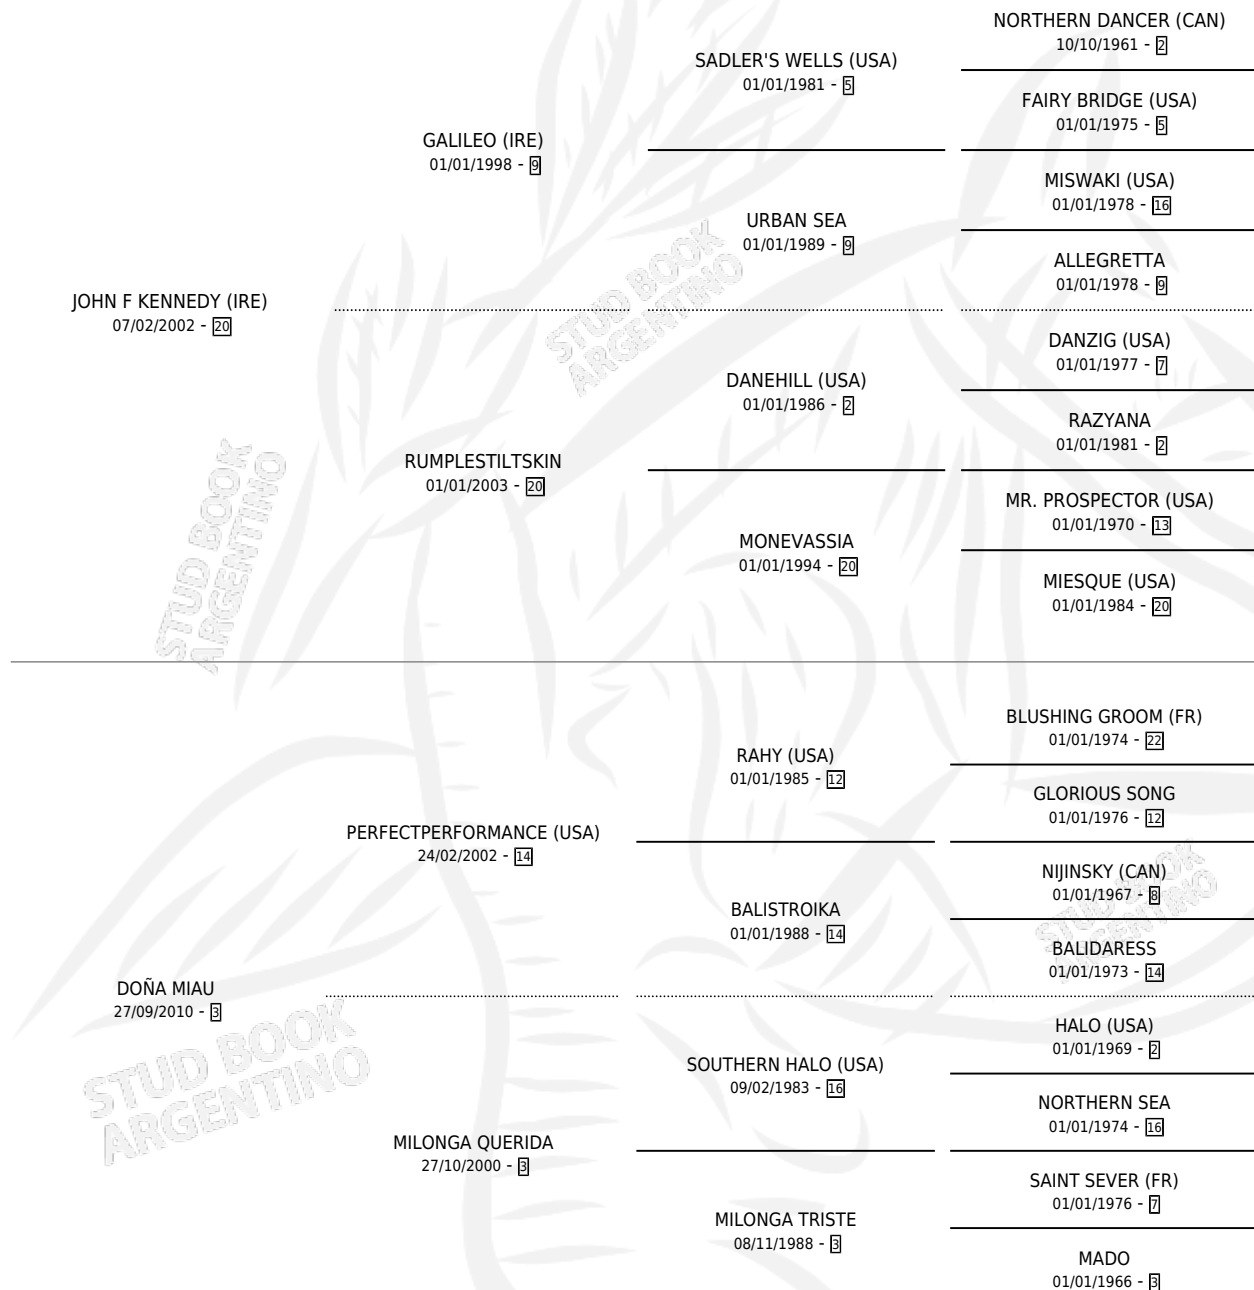 NORTHERN DANCER (CAN)
10/10/1961 - 2
SADLER'S WELLS (USA)
01/01/1981 - 5
FAIRY BRIDGE (USA)
01/01/1975 - 5
GALILEO (IRE)
01/01/1998 - 9
MISWAKI (USA)
01/01/1978 - 16
URBAN SEA
01/01/1989 - 9
ALLEGRETTA
01/01/1978 - 9
JOHN F KENNEDY (IRE)
07/02/2002 - 20
DANZIG (USA)
01/01/1977 - 7
DANEHILL (USA)
01/01/1986 - 2
RAZYANA
01/01/1981 - 2
RUMPLESTILTSKIN
01/01/2003 - 20
MR. PROSPECTOR (USA)
01/01/1970 - 13
MONEVASSIA
01/01/1994 - 20
MIESQUE (USA)
01/01/1984 - 20
BLUSHING GROOM (FR)
01/01/1974 - 22
RAHY (USA)
01/01/1985 - 12
GLORIOUS SONG
01/01/1976 - 12
PERFECTPERFORMANCE (USA)
24/02/2002 - 14
NIJINSKY (CAN)
01/01/1967 - 8
BALISTROIKA
01/01/1988 - 14
BALIDARESS
01/01/1973 - 14
DOÑA MIAU
27/09/2010 - 3
HALO (USA)
01/01/1969 - 2
SOUTHERN HALO (USA)
09/02/1983 - 16
NORTHERN SEA
01/01/1974 - 16
MILONGA QUERIDA
27/10/2000 - 3
SAINT SEVER (FR)
01/01/1976 - 7
MILONGA TRISTE
08/11/1988 - 3
MADO
01/01/1966 - 3
STUD BOOK
ARGENTINO
STUD BOOK
ARGENTINO
STUD BOOK
ARGENTINO
STUD BOOK
ARGENTINO